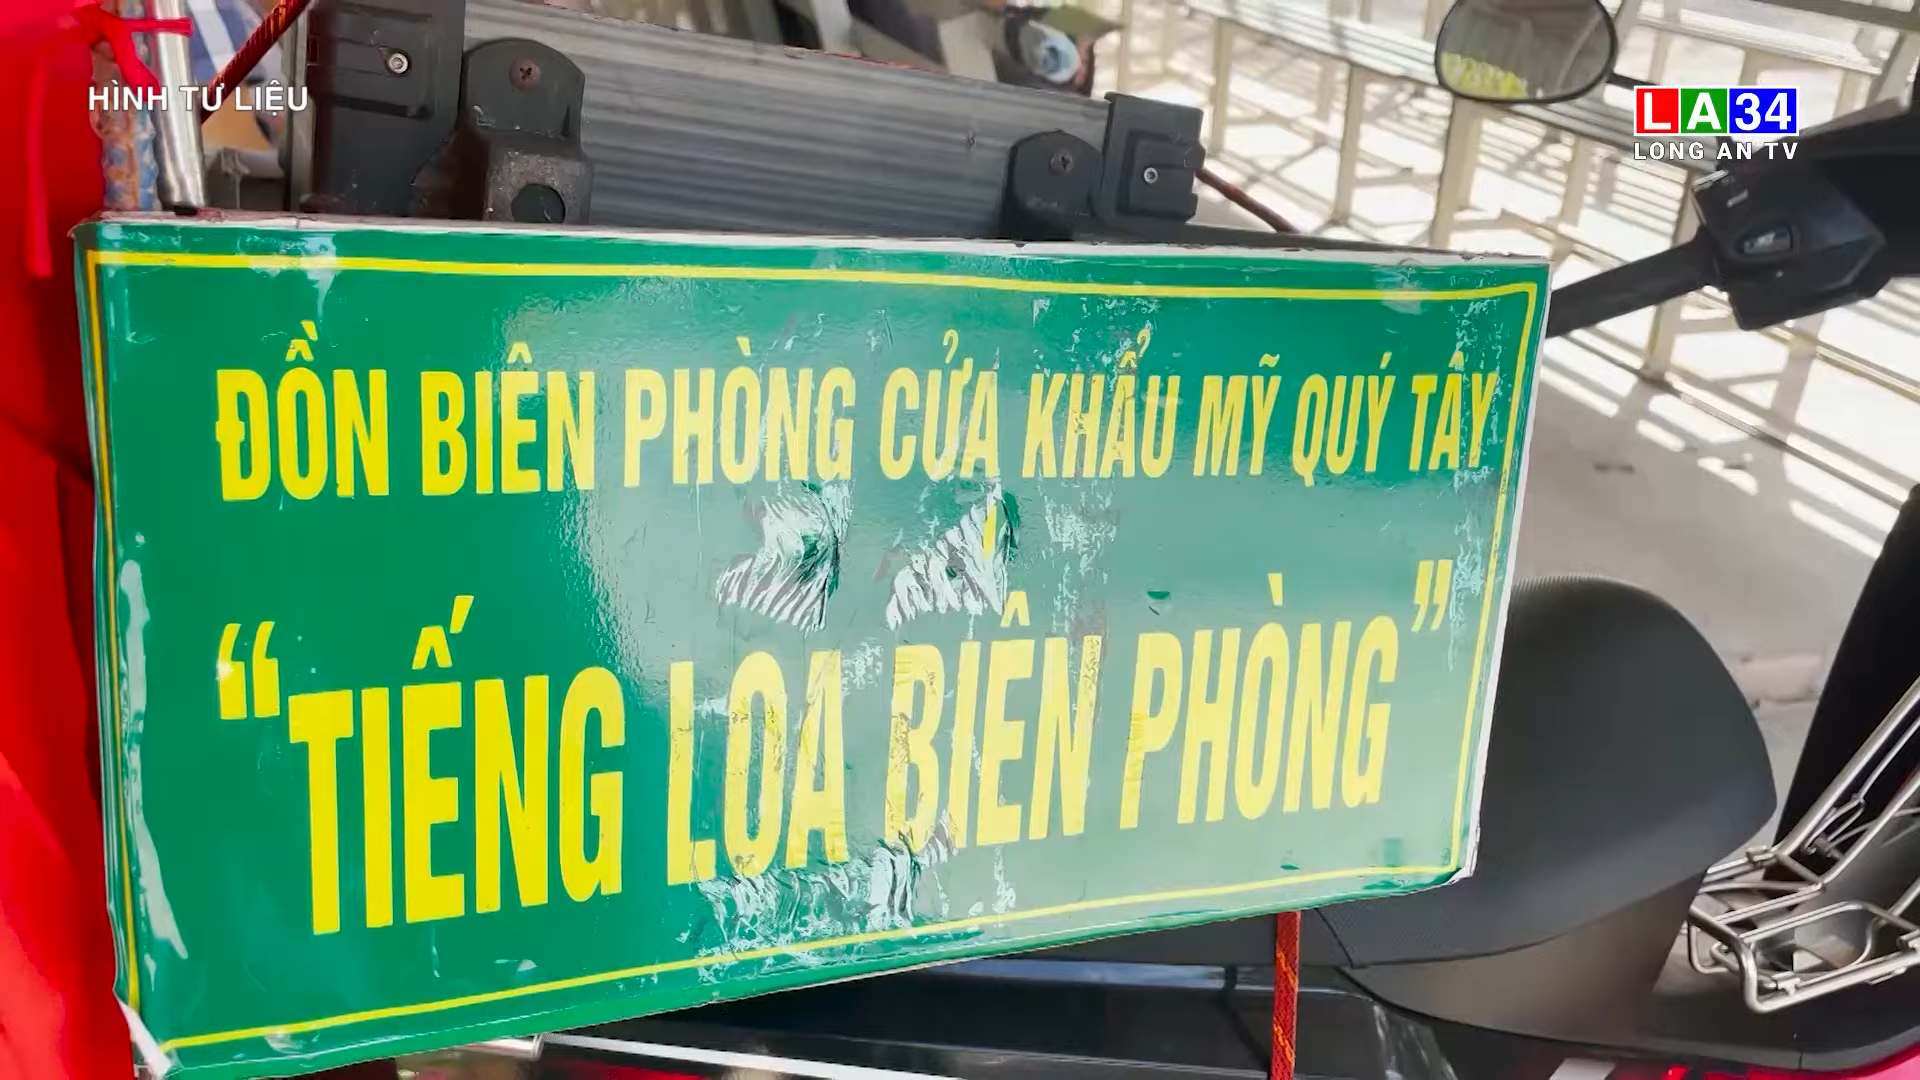 HÌNH TƯ LIỆU
LA34
LONG AN TV
ĐỒN BIÊN PHÒNG CỬA KHẨU MỸ QUÝ TÂY
“TIẾNG LOA BIÊN PHÒNG”